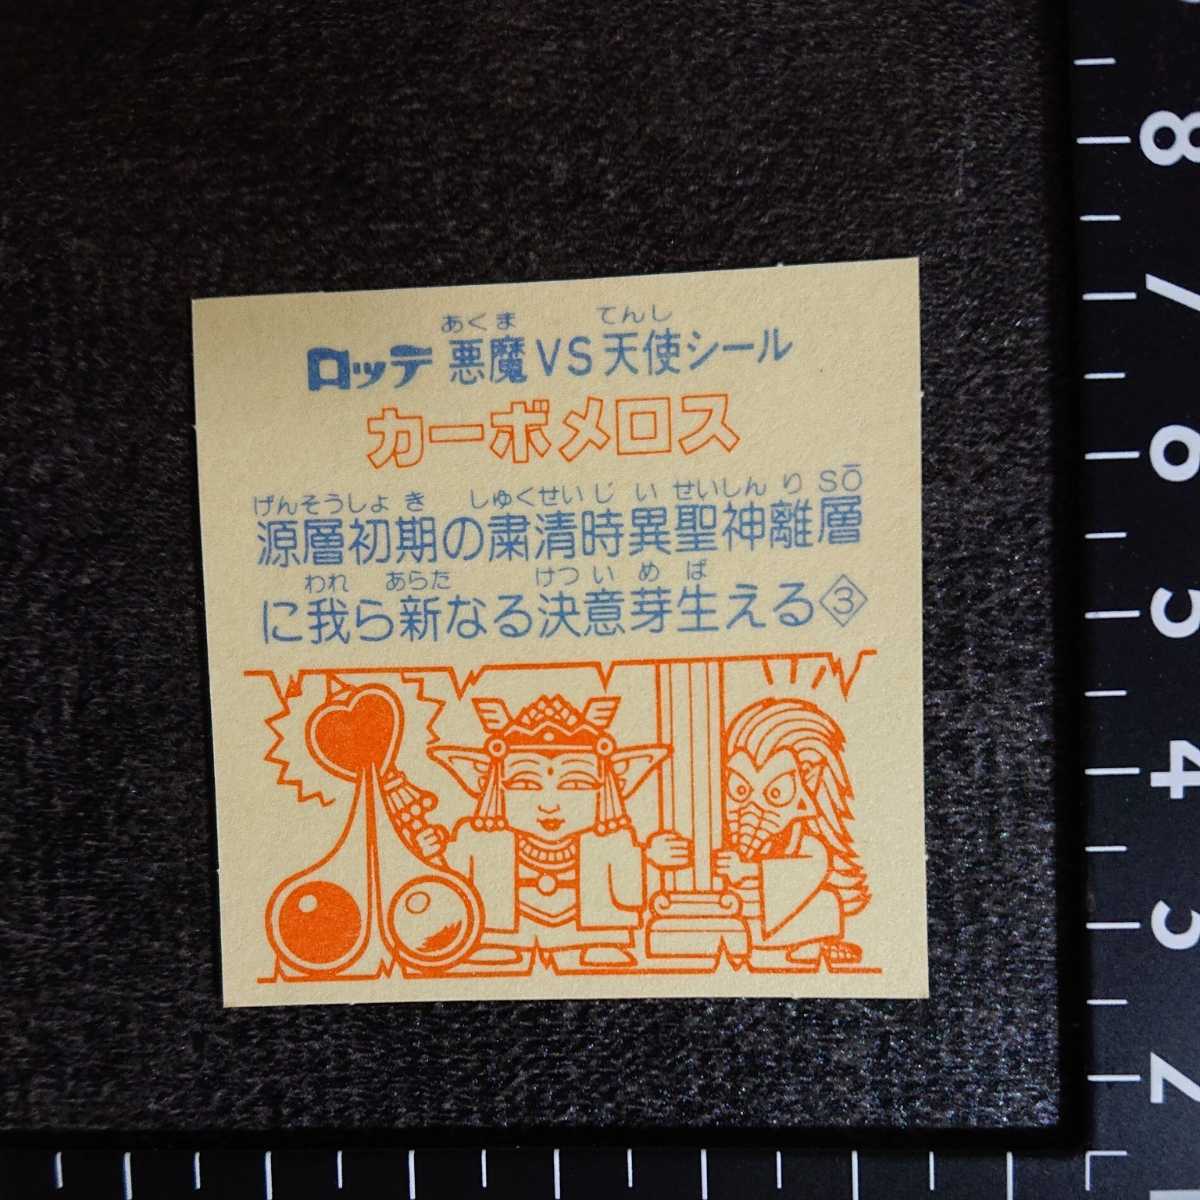 あくま てんし
ロッテ 悪魔VS天使シール
カーボメロス
げんそうしょ き しゅくせい じ い せいしん り SŌ
源層初期の粛清時異聖神離層
われ あらた けつ い め ば
に我ら新なる決意芽生える③
8
7
6
5
4
3
2
1